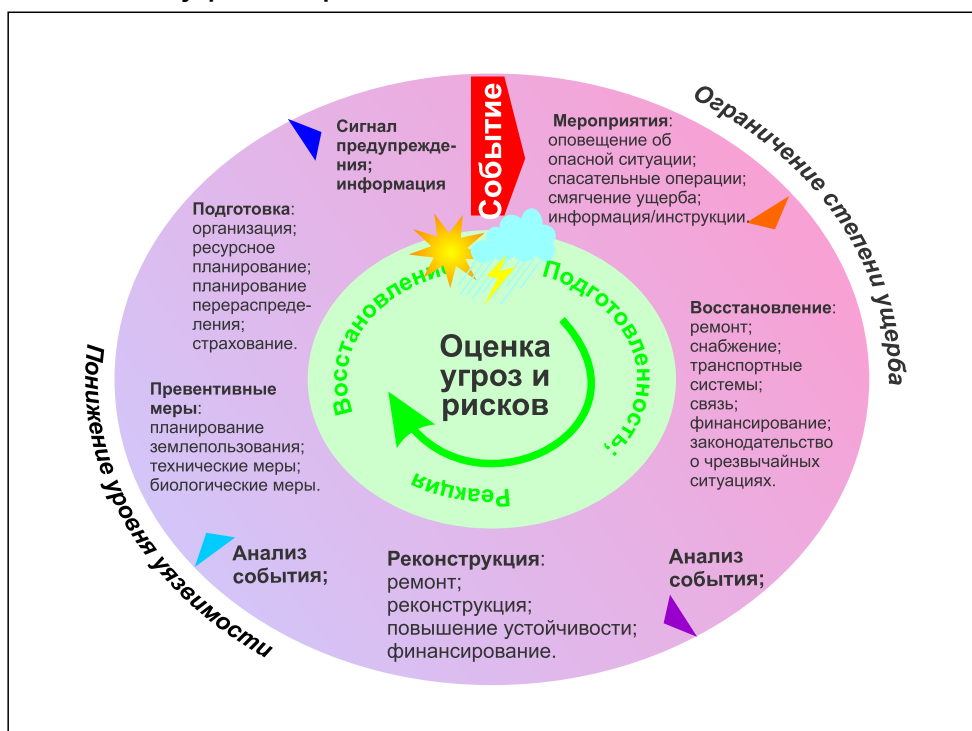 Событие
Сигнал
предупрежде-
ния;
информация
Мероприятия:
оповещение об
опасной ситуации;
спасательные операции;
смягчение ущерба;
информация/инструкции.
Ограничение степени ущерба
Подготовка:
организация;
ресурсное
планирование;
планирование
перераспреде-
ления;
страхование.
Восстановление
Подготовленность;
Реакция
Оценка
угроз и
рисков
Восстановление:
ремонт;
снабжение;
транспортные
системы;
связь;
финансирование;
законодательство
о чрезвычайных
ситуациях.
Понижение уровня уязвимости
Превентивные
меры:
планирование
землепользования;
технические меры;
биологические меры.
Анализ
события;
Реконструкция:
ремонт;
реконструкция;
повышение устойчивости;
финансирование.
Анализ
события;